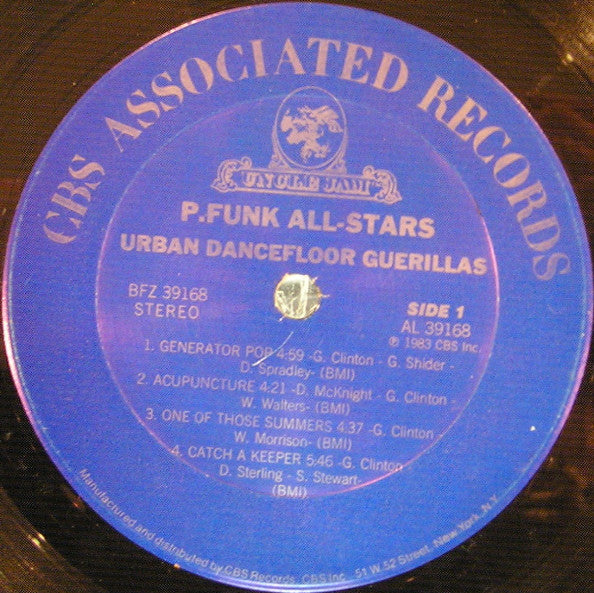 CBS ASSOCIATED RECORDS
UNCLE JAM
P.FUNK ALL-STARS
URBAN DANCEFLOOR GUERILLAS
BFZ 39168
STEREO
SIDE 1
AL 39168
℗ 1983 CBS Inc.
1. GENERATOR POP 4:59 -G. Clinton - G. Shider -
D. Spradley- (BMI)
2. ACUPUNCTURE 4:21 -D. McKnight - G. Clinton -
W. Walters- (BMI)
3. ONE OF THOSE SUMMERS 4:37 -G. Clinton
W. Morrison- (BMI)
4. CATCH A KEEPER 5:46 -G. Clinton
D. Sterling - S. Stewart-
(BMI)
Manufactured and distributed by CBS Records, CBS Inc., 51 W. 52 Street, New York, N.Y.